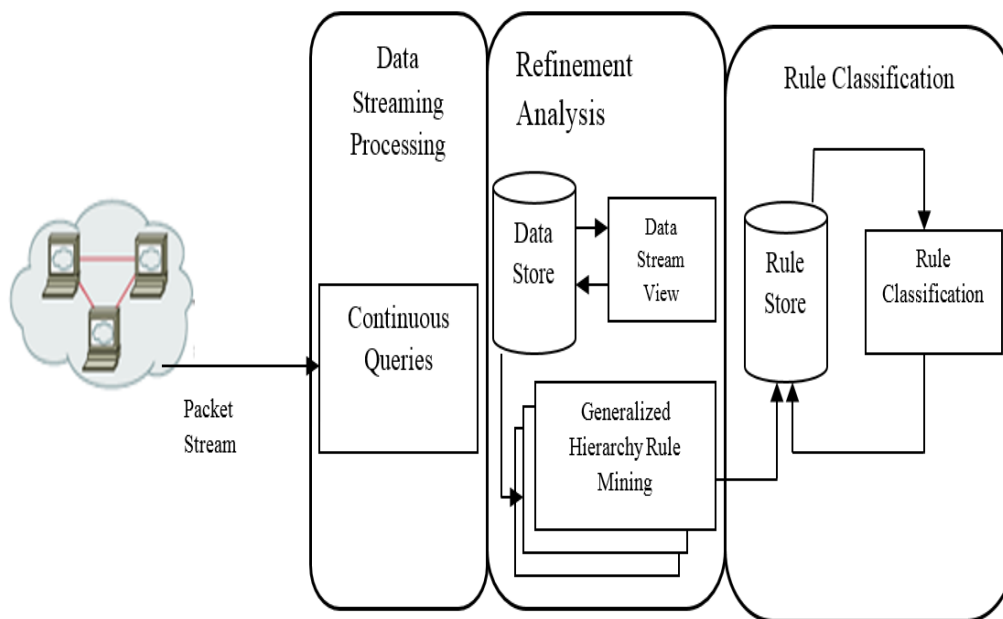 Packet
Stream
Data
Streaming
Processing
Continuous
Queries
Refinement
Analysis
Data
Store
Data
Stream
View
Generalized
Hierarchy Rule
Mining
Rule Classification
Rule
Store
Rule
Classification